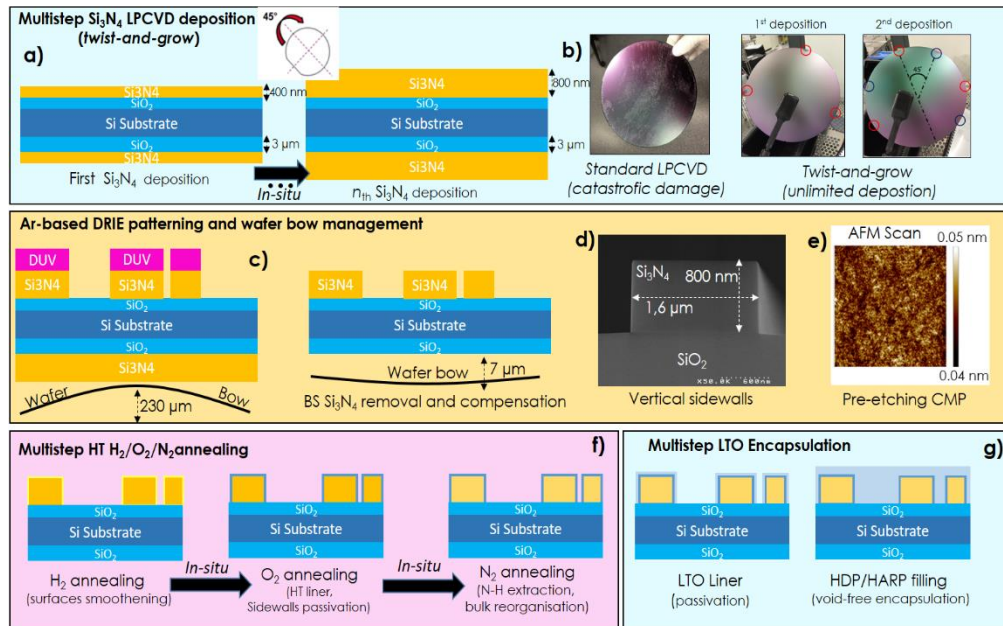 Multistep Si₃N₄ LPCVD deposition
(twist-and-grow)
45°
a)
Si3N4
SiO₂
Si Substrate
SiO₂
Si3N4
400 nm
3 µm
First Si₃N₄ deposition
In-situ
Si3N4
SiO₂
Si Substrate
SiO₂
Si3N4
800 nm
3 µm
nth Si₃N₄ deposition
b)
Standard LPCVD
(catastrofic damage)
1st deposition
2nd deposition
45°
Twist-and-grow
(unlimited depostion)
Ar-based DRIE patterning and wafer bow management
c)
DUV
DUV
Si3N4
Si3N4
SiO₂
Si Substrate
SiO₂
Si3N4
Wafer
Bow
230 µm
Si3N4
Si3N4
SiO₂
Si Substrate
SiO₂
Wafer bow
7 µm
BS Si₃N₄ removal and compensation
d)
Si₃N₄
800 nm
1,6 µm
SiO₂
X50.0K 600nm
Vertical sidewalls
e)
AFM Scan
0.05 nm
0.04 nm
Pre-etching CMP
Multistep HT H₂/O₂/N₂annealing
f)
SiO₂
Si Substrate
SiO₂
H₂ annealing
(surfaces smoothening)
In-situ
SiO₂
Si Substrate
SiO₂
O₂ annealing
(HT liner,
Sidewalls passivation)
In-situ
SiO₂
Si Substrate
SiO₂
N₂ annealing
(N-H extraction,
bulk reorganisation)
Multistep LTO Encapsulation
g)
SiO₂
Si Substrate
SiO₂
LTO Liner
(passivation)
SiO₂
Si Substrate
SiO₂
HDP/HARP filling
(void-free encapsulation)